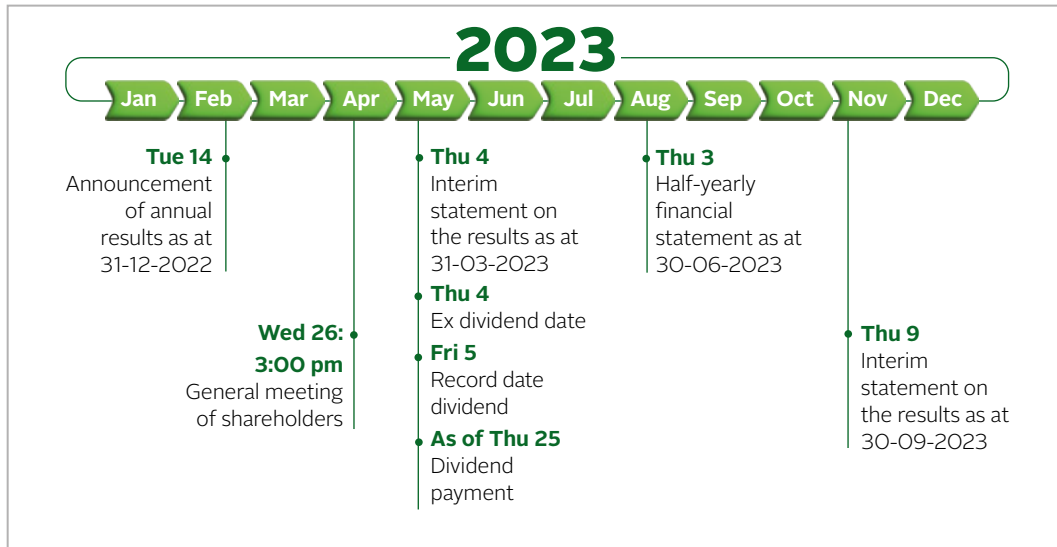 2023
Jan
Feb
Mar
Apr
May
Jun
Jul
Aug
Sep
Oct
Nov
Dec
Tue 14
Announcement
of annual
results as at
31-12-2022
Wed 26:
3:00 pm
General meeting
of shareholders
Thu 4
Interim
statement on
the results as at
31-03-2023
Thu 4
Ex dividend date
Fri 5
Record date
dividend
As of Thu 25
Dividend
payment
Thu 3
Half-yearly
financial
statement as at
30-06-2023
Thu 9
Interim
statement on
the results as at
30-09-2023